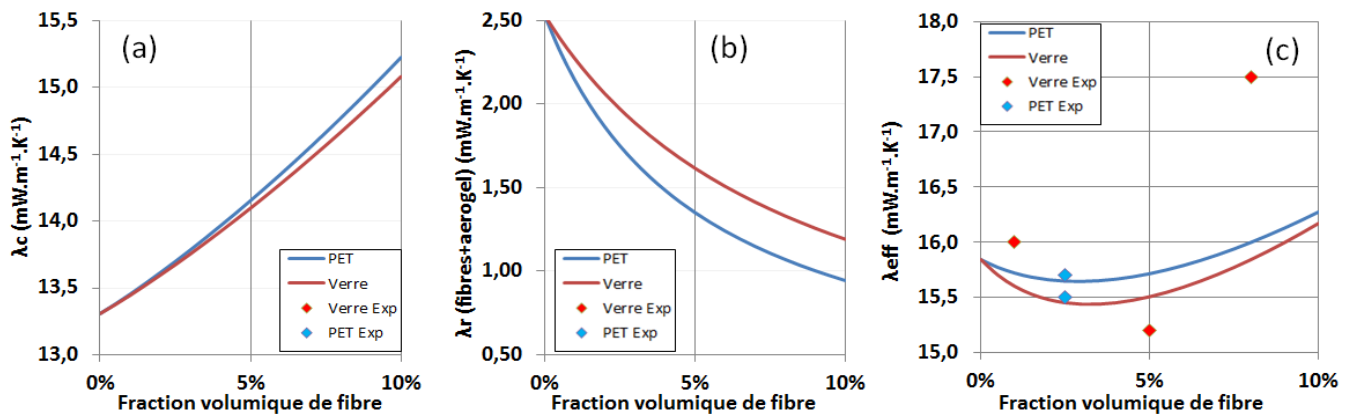 (a)
λc (mW.m-1.K-1)
15,5
15,0
14,5
14,0
13,5
13,0
0%
5%
10%
Fraction volumique de fibre
PET
Verre
Verre Exp
PET Exp
(b)
λr (fibres+aerogel) (mW.m-1.K-1)
2,50
2,00
1,50
1,00
0,50
0%
5%
10%
Fraction volumique de fibre
PET
Verre
Verre Exp
PET Exp
(c)
λeff (mW.m-1.K-1)
18,0
17,5
17,0
16,5
16,0
15,5
15,0
0%
5%
10%
Fraction volumique de fibre
PET
Verre
Verre Exp
PET Exp